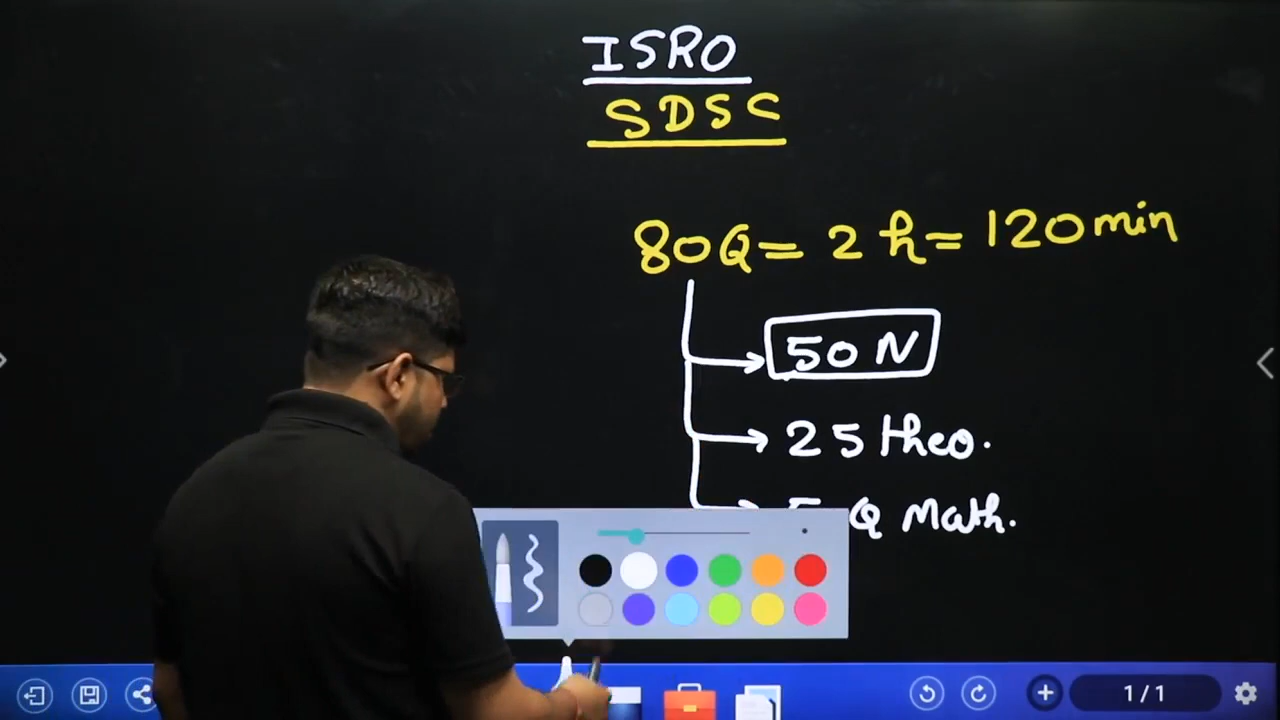 ISRO
SDSC
80Q = 2 h = 120 min
50 N
25 theo.
Q Math.
1/1